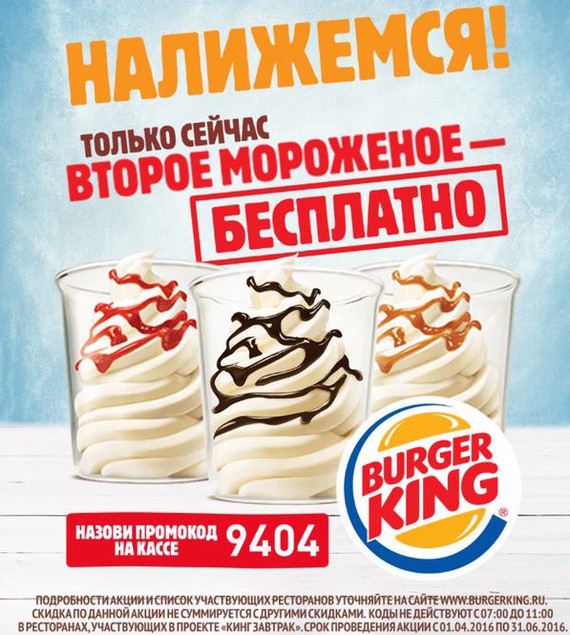 НАЛИЖЕМСЯ!
ТОЛЬКО СЕЙЧАС
ВТОРОЕ МОРОЖЕНОЕ —
БЕСПЛАТНО
BURGER
KING
®
НАЗОВИ ПРОМОКОД
НА КАССЕ
9404
ПОДРОБНОСТИ АКЦИИ И СПИСОК УЧАСТВУЮЩИХ РЕСТОРАНОВ УТОЧНЯЙТЕ НА САЙТЕ WWW.BURGERKING.RU.
СКИДКА ПО ДАННОЙ АКЦИИ НЕ СУММИРУЕТСЯ С ДРУГИМИ СКИДКАМИ. КОДЫ НЕ ДЕЙСТВУЮТ С 07:00 ДО 11:00
В РЕСТОРАНАХ, УЧАСТВУЮЩИХ В ПРОЕКТЕ «КИНГ ЗАВТРАК». СРОК ПРОВЕДЕНИЯ АКЦИИ С 01.04.2016 ПО 31.06.2016.